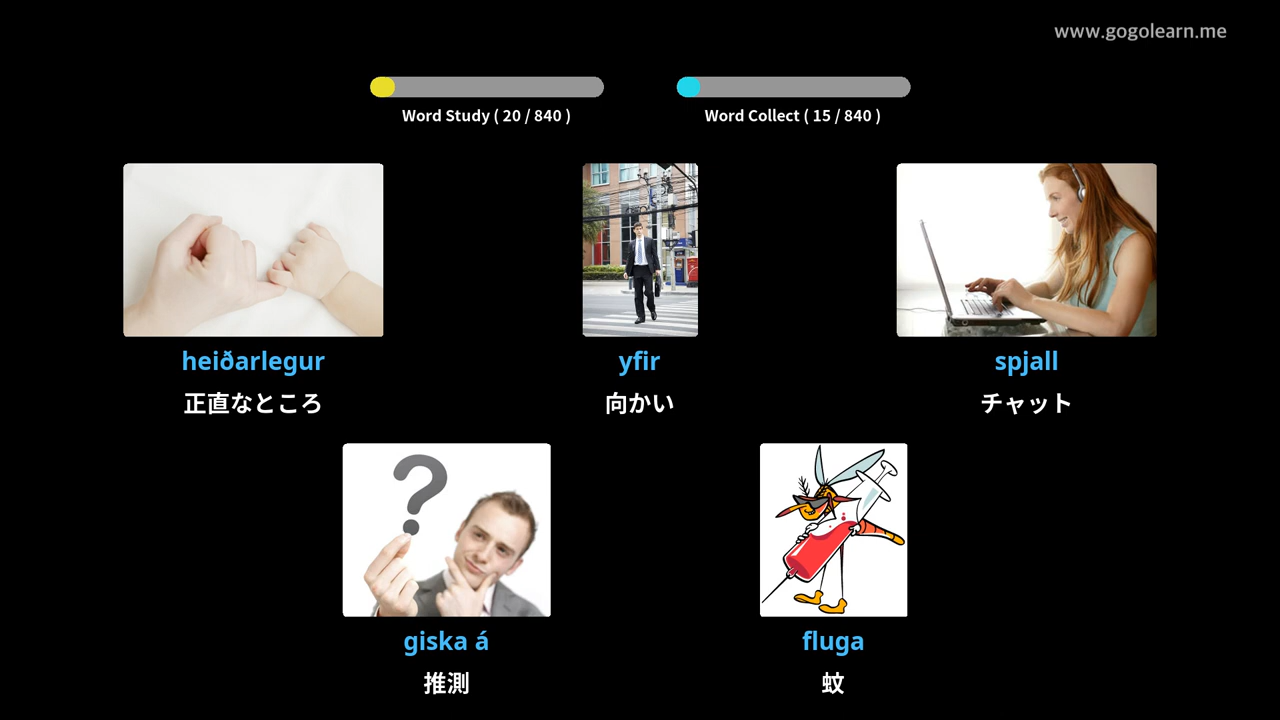 www.gogolearn.me
Word Study ( 20 / 840 )
Word Collect ( 15 / 840 )
heiðarlegur
正直なところ
yfir
向かい
spjall
チャット
giska á
推測
fluga
蚊